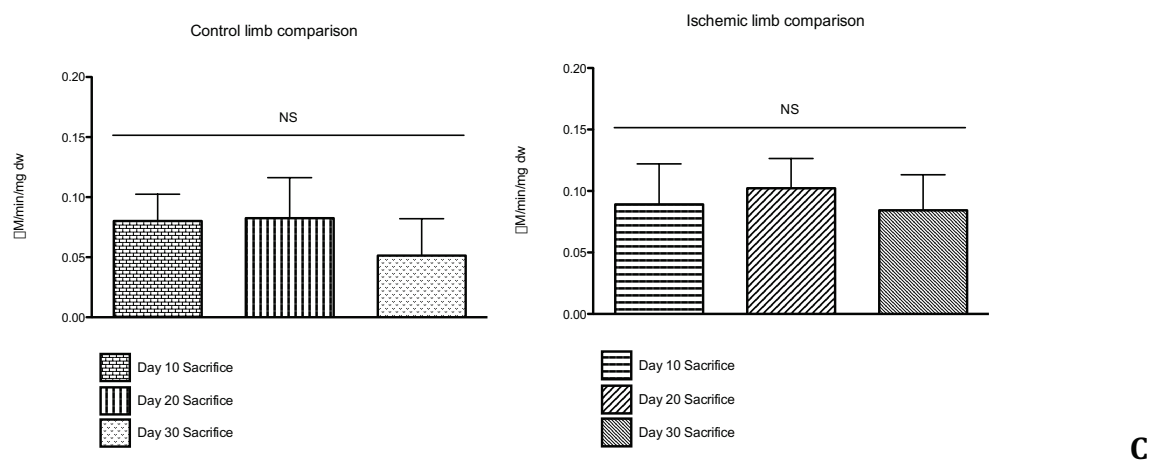 Control limb comparison
0.20
0.15
0.10
0.05
0.00
□M/min/mg dw
NS
Day 10 Sacrifice
Day 20 Sacrifice
Day 30 Sacrifice
Ischemic limb comparison
0.20
0.15
0.10
0.05
0.00
□M/min/mg dw
NS
Day 10 Sacrifice
Day 20 Sacrifice
Day 30 Sacrifice
C